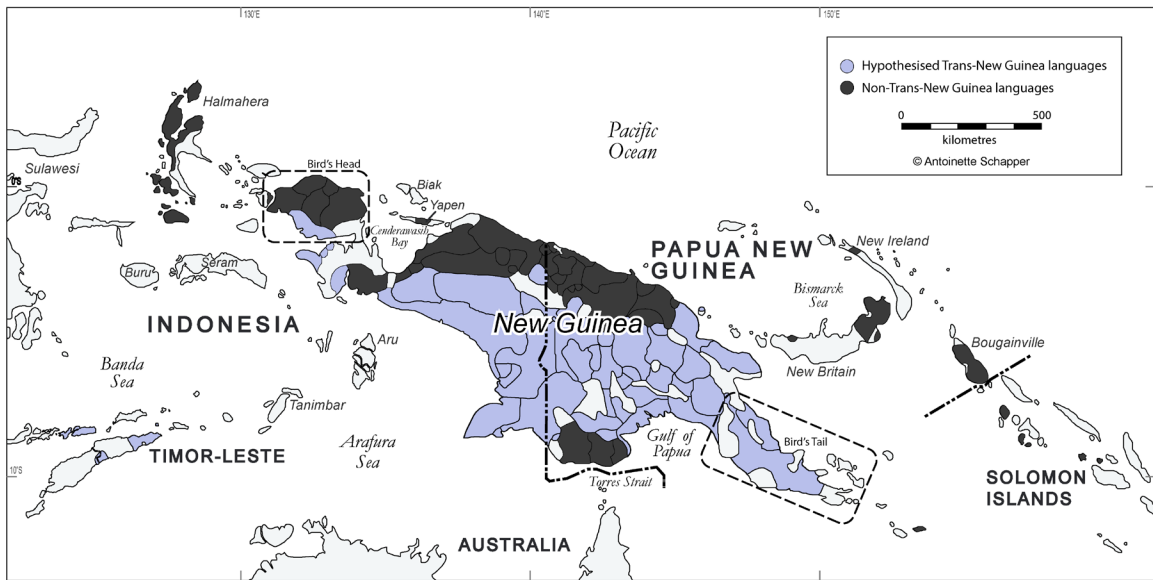 130°E
140°E
150°E
Hypothesised Trans-New Guinea languages
Non-Trans-New Guinea languages
0
500
kilometres
© Antoinette Schapper
Halmahera
Pacific
Ocean
Sulawesi
0°S
Bird's Head
Biak
Yapen
Cenderawasih
Bay
Buru
Seram
PAPUA NEW
GUINEA
New Ireland
Bismarck
Sea
INDONESIA
New Guinea
Aru
Bougainville
New Britain
Banda
Sea
Tanimbar
Arafura
Sea
Gulf of
Papua
Bird's Tail
TIMOR-LESTE
10°S
Torres Strait
SOLOMON
ISLANDS
AUSTRALIA